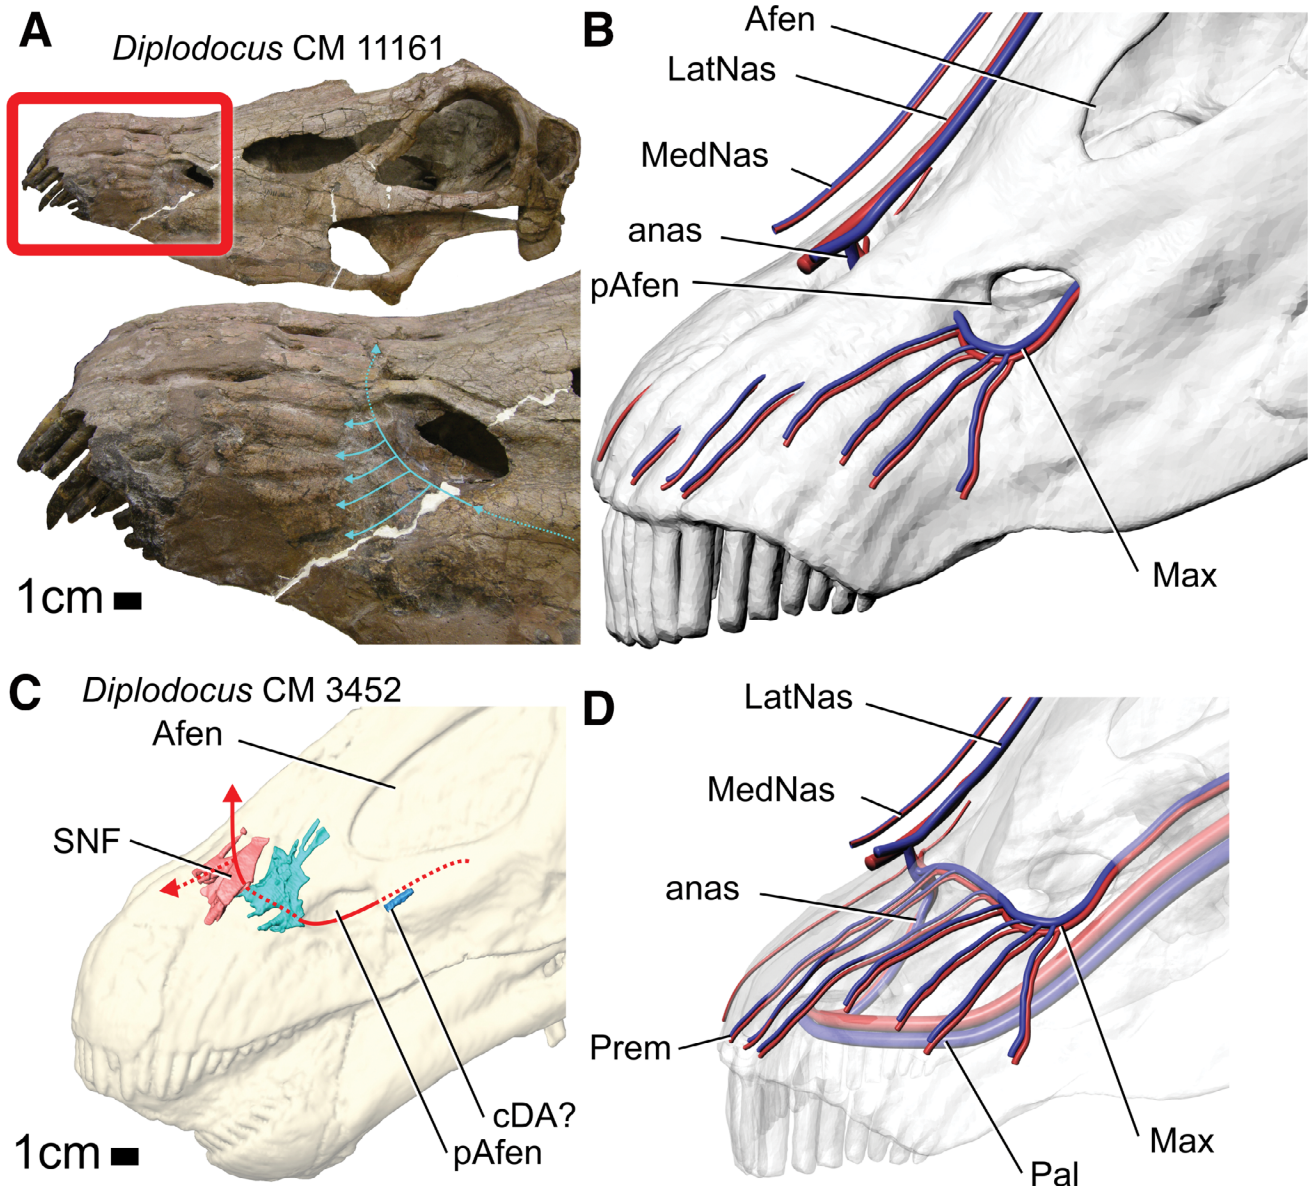 A
Diplodocus CM 11161
1cm
B
Afen
LatNas
MedNas
anas
pAfen
Max
C
Diplodocus CM 3452
Afen
SNF
cDA?
pAfen
1cm
D
LatNas
MedNas
anas
Prem
Max
Pal